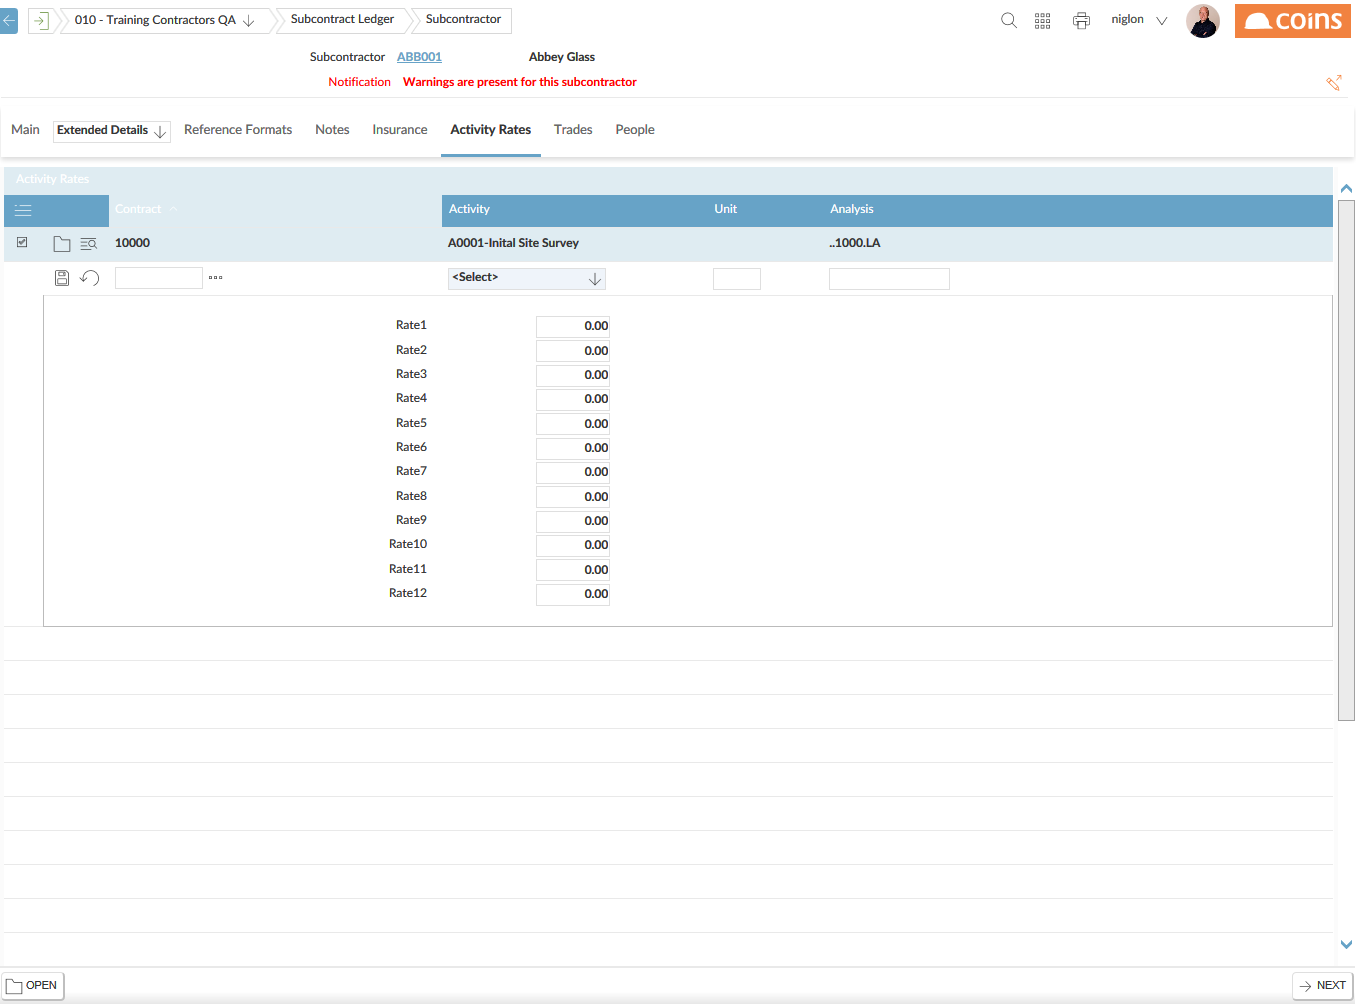 010 - Training Contractors QA
Subcontract Ledger
Subcontractor
niglon
coins
Subcontractor ABB001 Abbey Glass
Notification Warnings are present for this subcontractor
Main Extended Details Reference Formats Notes Insurance Activity Rates Trades People
Activity Rates
Contract Activity Unit Analysis
10000 A0001-Inital Site Survey ..1000.LA
<Select>
Rate1 0.00
Rate2 0.00
Rate3 0.00
Rate4 0.00
Rate5 0.00
Rate6 0.00
Rate7 0.00
Rate8 0.00
Rate9 0.00
Rate10 0.00
Rate11 0.00
Rate12 0.00
OPEN
NEXT